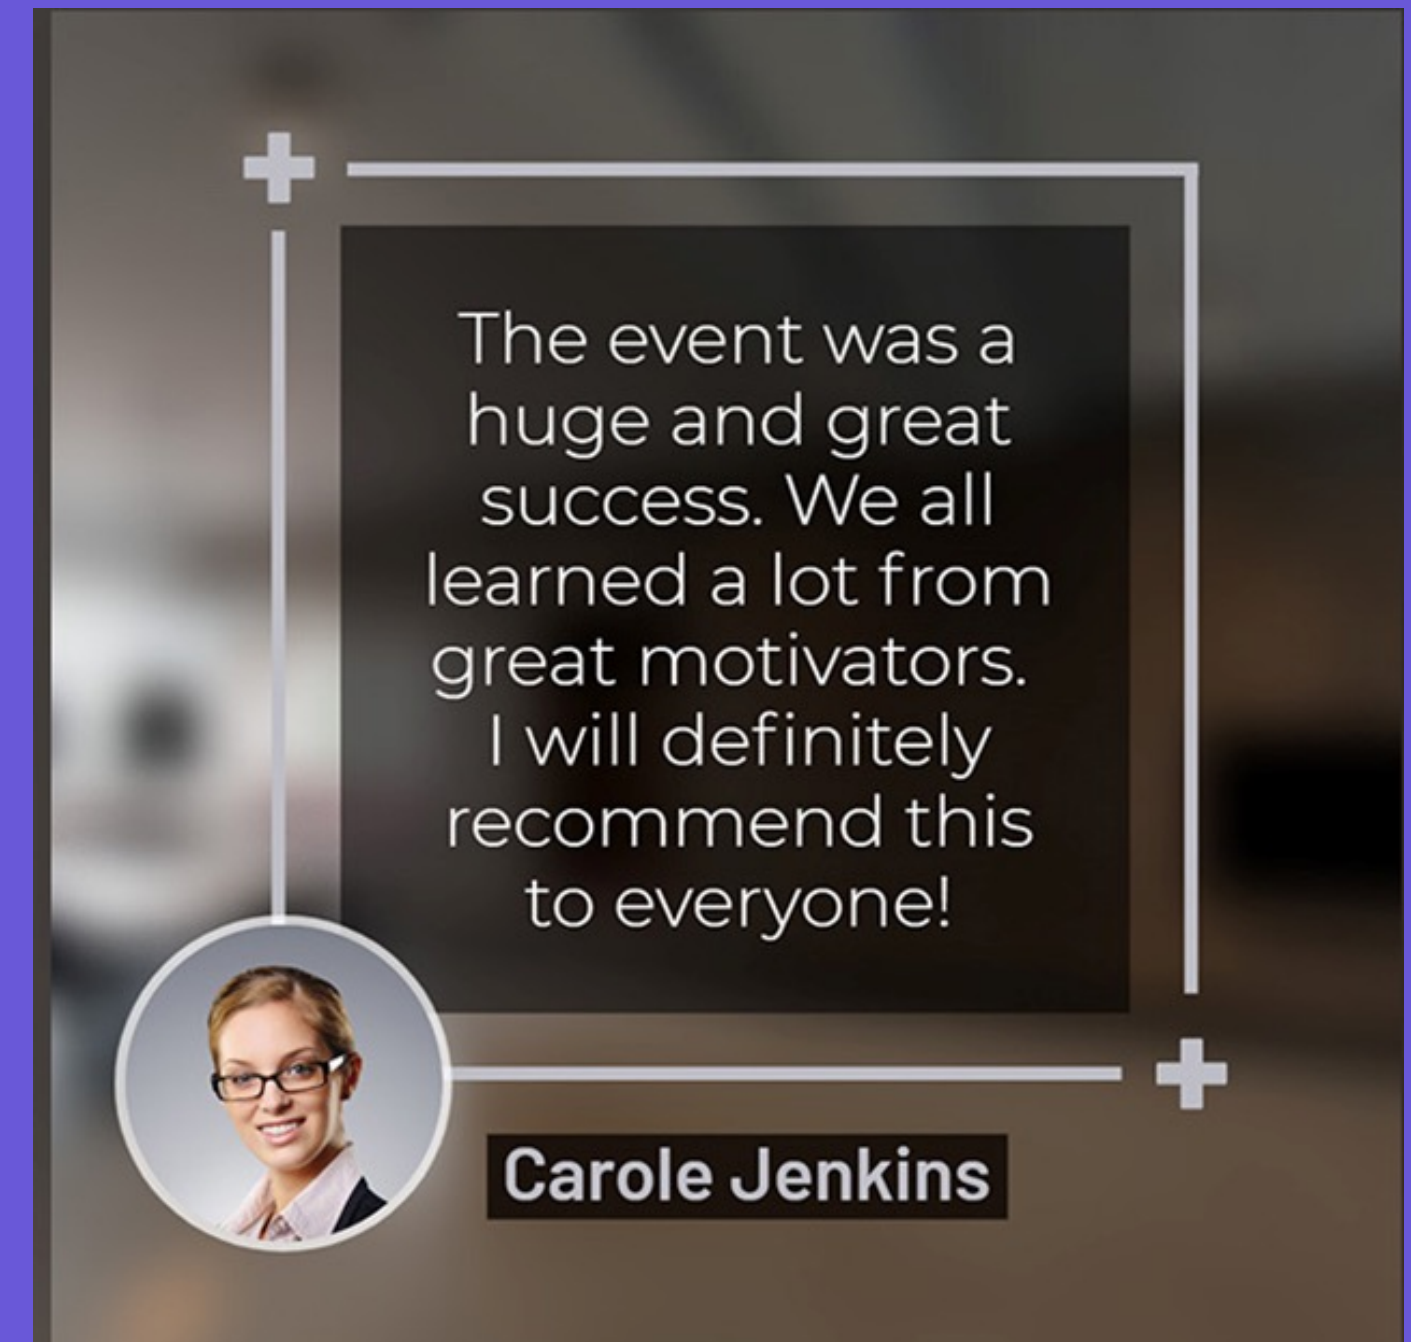 The event was a
huge and great
success. We all
learned a lot from
great motivators.
I will definitely
recommend this
to everyone!
Carole Jenkins